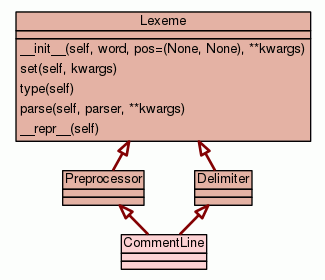 Lexeme
__init__(self, word, pos=(None, None), **kwargs)
set(self, kwargs)
type(self)
parse(self, parser, **kwargs)
__repr__(self)
Preprocessor
Delimiter
CommentLine